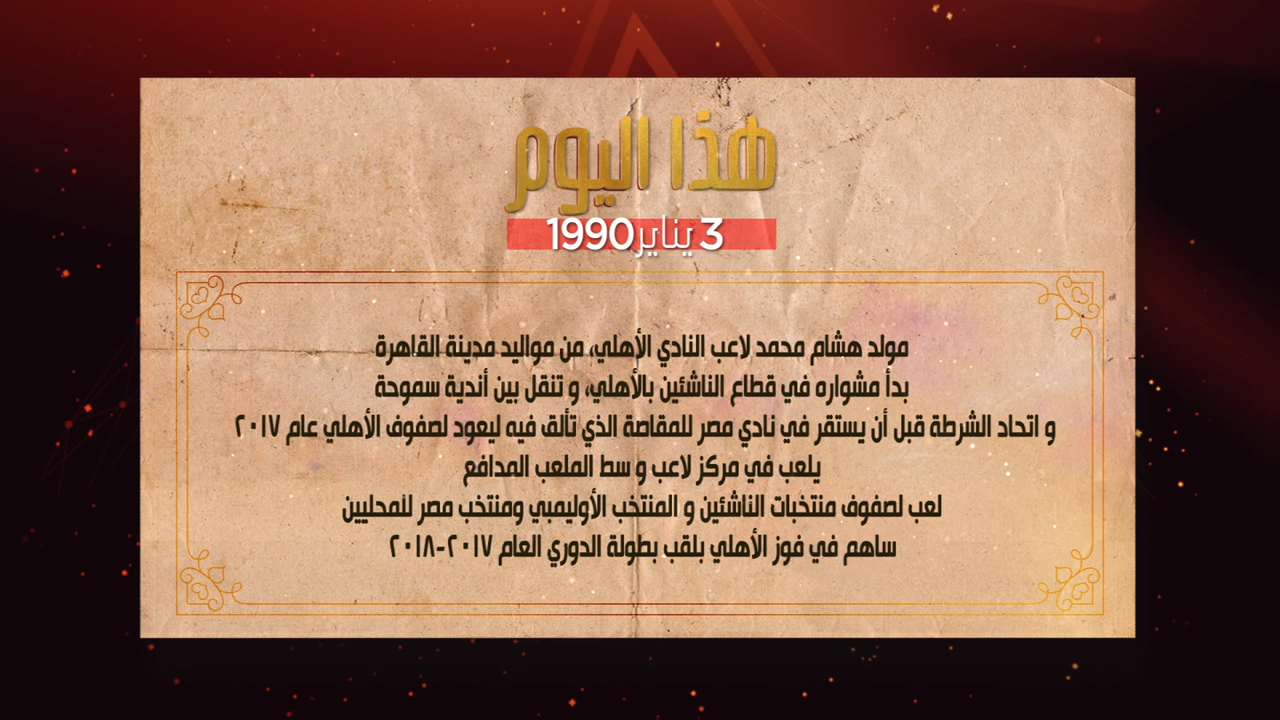 هذا اليوم
3 يناير 1990
مولد هشام محمد لاعب النادي الأهلي، من مواليد مدينة القاهرة
بدأ مشواره في قطاع الناشئين بالأهلي، و تنقل بين أندية سموحة
و اتحاد الشرطة قبل أن يستقر في نادي مصر للمقاصة الذي تألق فيه ليعود لصفوف الأهلي عام ٢٠١٧
يلعب في مركز لاعب و سط الملعب المدافع
لعب لصفوف منتخبات الناشئين و المنتخب الأوليمبي ومنتخب مصر للمحليين
ساهم في فوز الأهلي بلقب بطولة الدوري العام ٢٠١٧-٢٠١٨